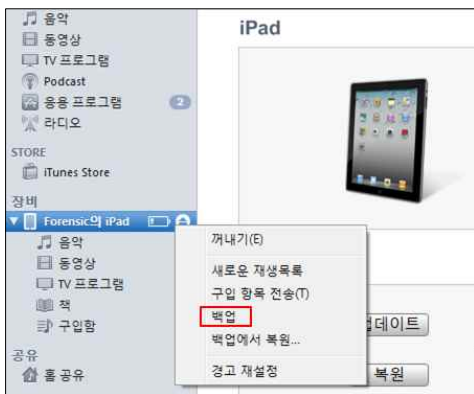 음악
동영상
TV 프로그램
Podcast
응용 프로그램 2
라디오
STORE
iTunes Store
장비
Forensic의 iPad
음악
동영상
TV 프로그램
책
구입함
공유
홈 공유
iPad
꺼내기(E)
새로운 재생목록
구입 항목 전송(T)
백업
백업에서 복원...
경고 재설정
데이트
복원